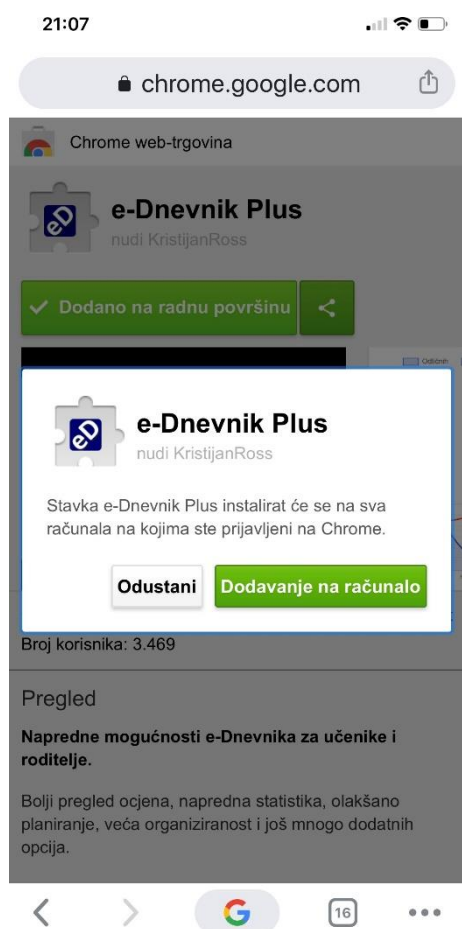 21:07
chrome.google.com
Chrome web-trgovina
e-Dnevnik Plus
nudi KristijanRoss
Dodano na radnu površinu
e-Dnevnik Plus
nudi KristijanRoss
Stavka e-Dnevnik Plus instalirat će se na sva
računala na kojima ste prijavljeni na Chrome.
Odustani Dodavanje na računalo
Broj korisnika: 3.469
Pregled
Napredne mogućnosti e-Dnevnika za učenike i
roditelje.
Bolji pregled ocjena, napredna statistika, olakšano
planiranje, veća organiziranost i još mnogo dodatnih
opcija.
16